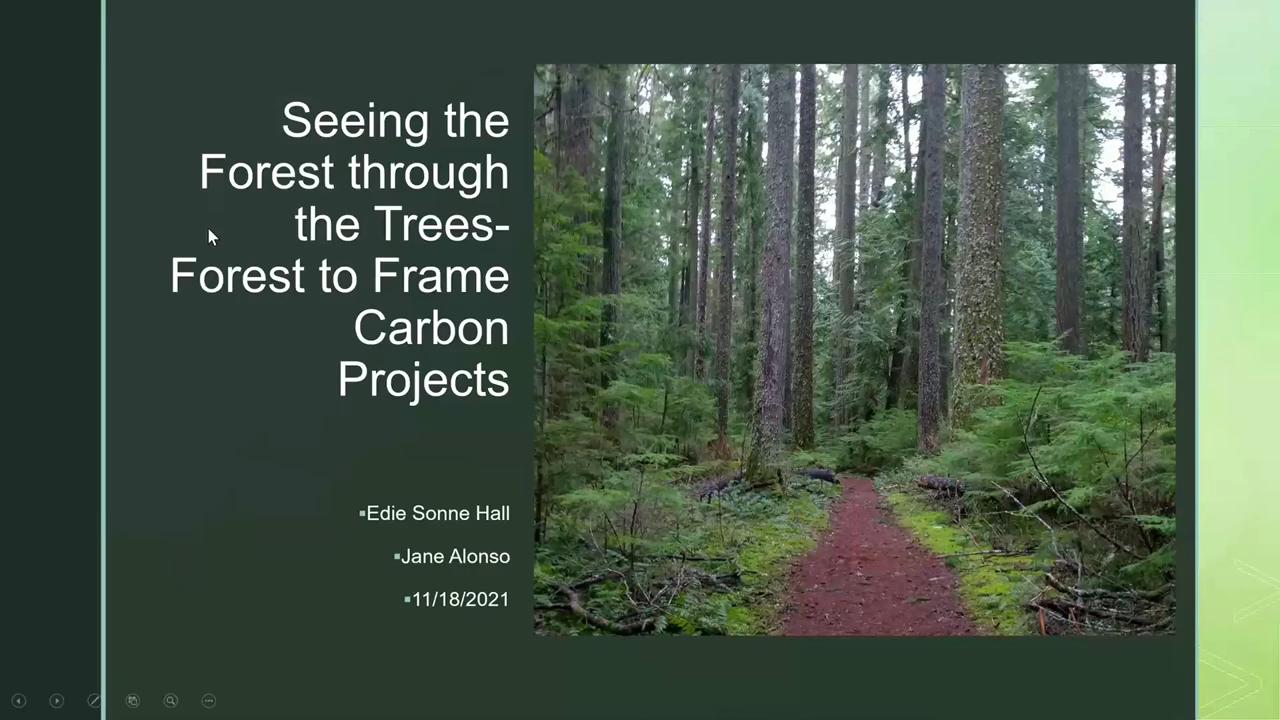 Seeing the
Forest through
the Trees-
Forest to Frame
Carbon
Projects
▪Edie Sonne Hall
▪Jane Alonso
▪11/18/2021